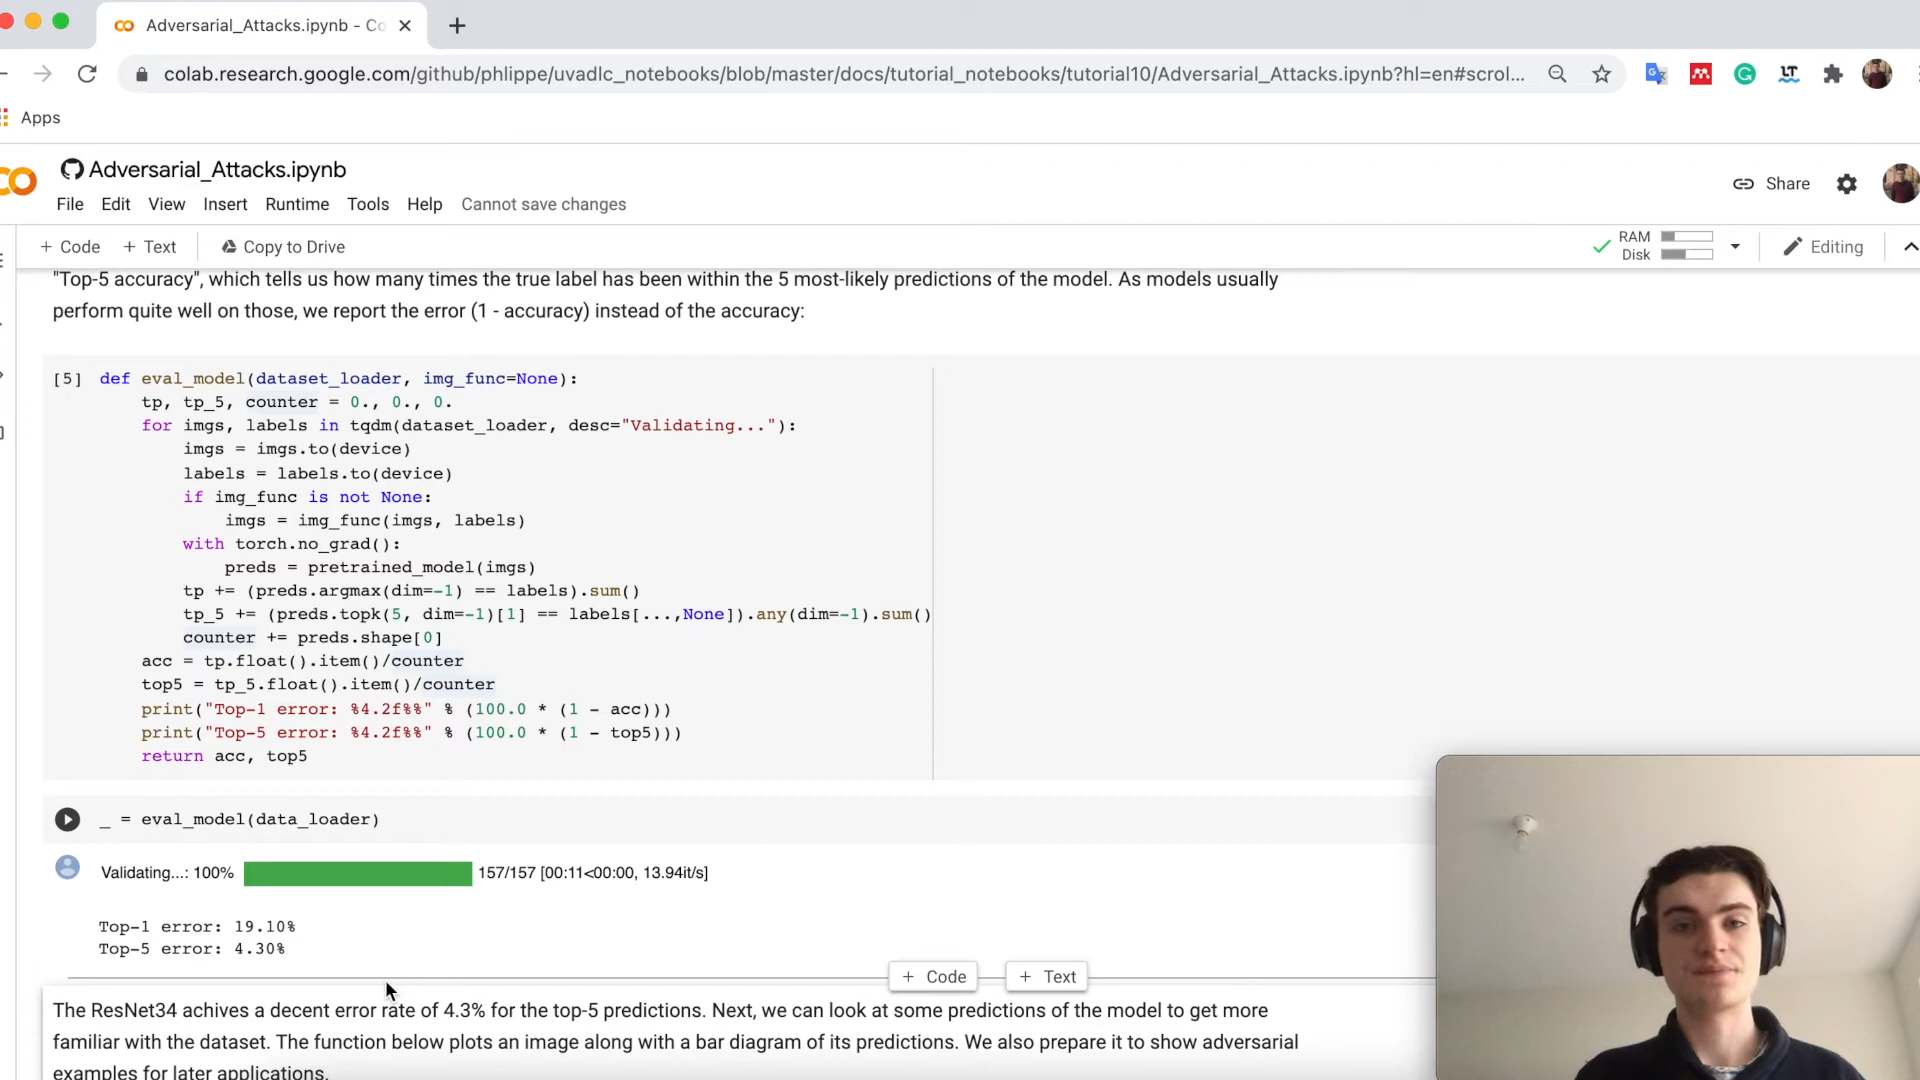 Adversarial_Attacks.ipynb - Co
colab.research.google.com/github/phlippe/uvadlc_notebooks/blob/master/docs/tutorial_notebooks/tutorial10/Adversarial_Attacks.ipynb?hl=en#scrol...
Apps
Adversarial_Attacks.ipynb
Share
File Edit View Insert Runtime Tools Help Cannot save changes
+ Code + Text Copy to Drive
RAM
Disk
Editing
"Top-5 accuracy", which tells us how many times the true label has been within the 5 most-likely predictions of the model. As models usually
perform quite well on those, we report the error (1 - accuracy) instead of the accuracy:
[5] def eval_model(dataset_loader, img_func=None):
tp, tp_5, counter = 0., 0., 0.
for imgs, labels in tqdm(dataset_loader, desc="Validating..."):
imgs = imgs.to(device)
labels = labels.to(device)
if img_func is not None:
imgs = img_func(imgs, labels)
with torch.no_grad():
preds = pretrained_model(imgs)
tp += (preds.argmax(dim=-1) == labels).sum()
tp_5 += (preds.topk(5, dim=-1)[1] == labels[...,None]).any(dim=-1).sum()
counter += preds.shape[0]
acc = tp.float().item()/counter
top5 = tp_5.float().item()/counter
print("Top-1 error: %4.2f%%" % (100.0 * (1 - acc)))
print("Top-5 error: %4.2f%%" % (100.0 * (1 - top5)))
return acc, top5
_ = eval_model(data_loader)
Validating...: 100% 157/157 [00:11<00:00, 13.94it/s]
Top-1 error: 19.10%
Top-5 error: 4.30%
+ Code + Text
The ResNet34 achives a decent error rate of 4.3% for the top-5 predictions. Next, we can look at some predictions of the model to get more
familiar with the dataset. The function below plots an image along with a bar diagram of its predictions. We also prepare it to show adversarial
examples for later applications.